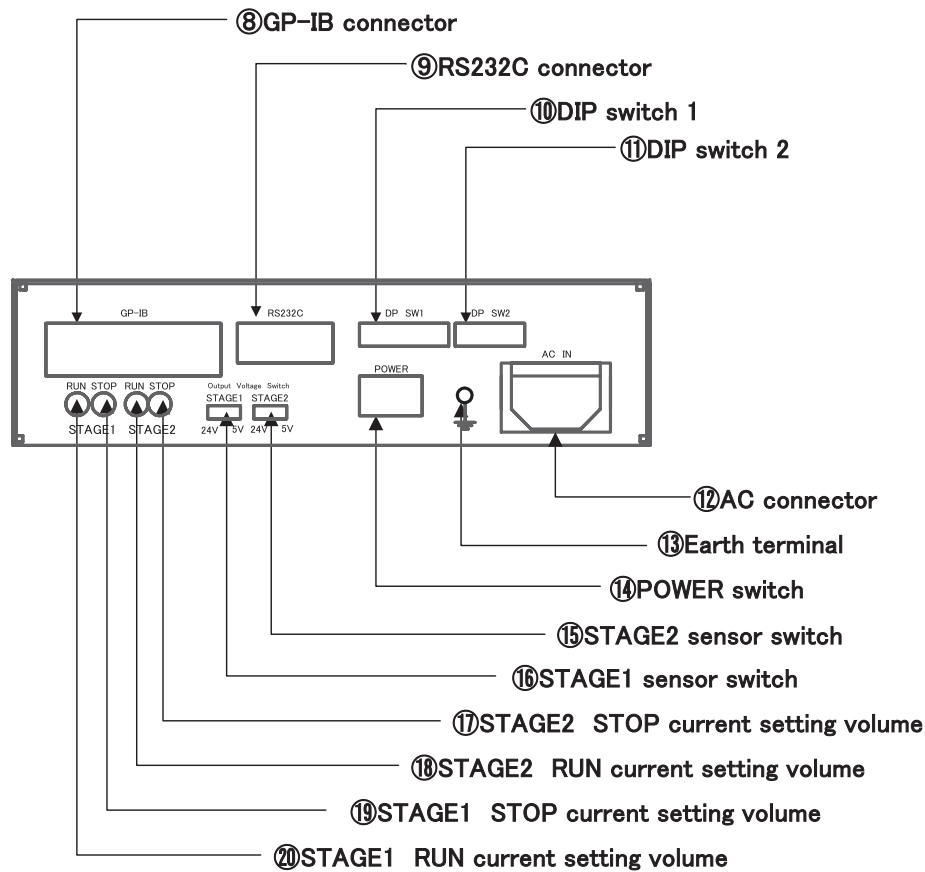 ⑧GP-IB connector
⑨RS232C connector
⑩DIP switch 1
⑪DIP switch 2
GP-IB
RS232C
DP SW1
DP SW2
AC IN
POWER
RUN STOP RUN STOP
Output Voltage Switch
STAGE1 STAGE2
STAGE1 STAGE2
24V 5V 24V 5V
⑫AC connector
⑬Earth terminal
⑭POWER switch
⑮STAGE2 sensor switch
⑯STAGE1 sensor switch
⑰STAGE2 STOP current setting volume
⑱STAGE2 RUN current setting volume
⑲STAGE1 STOP current setting volume
⑳STAGE1 RUN current setting volume